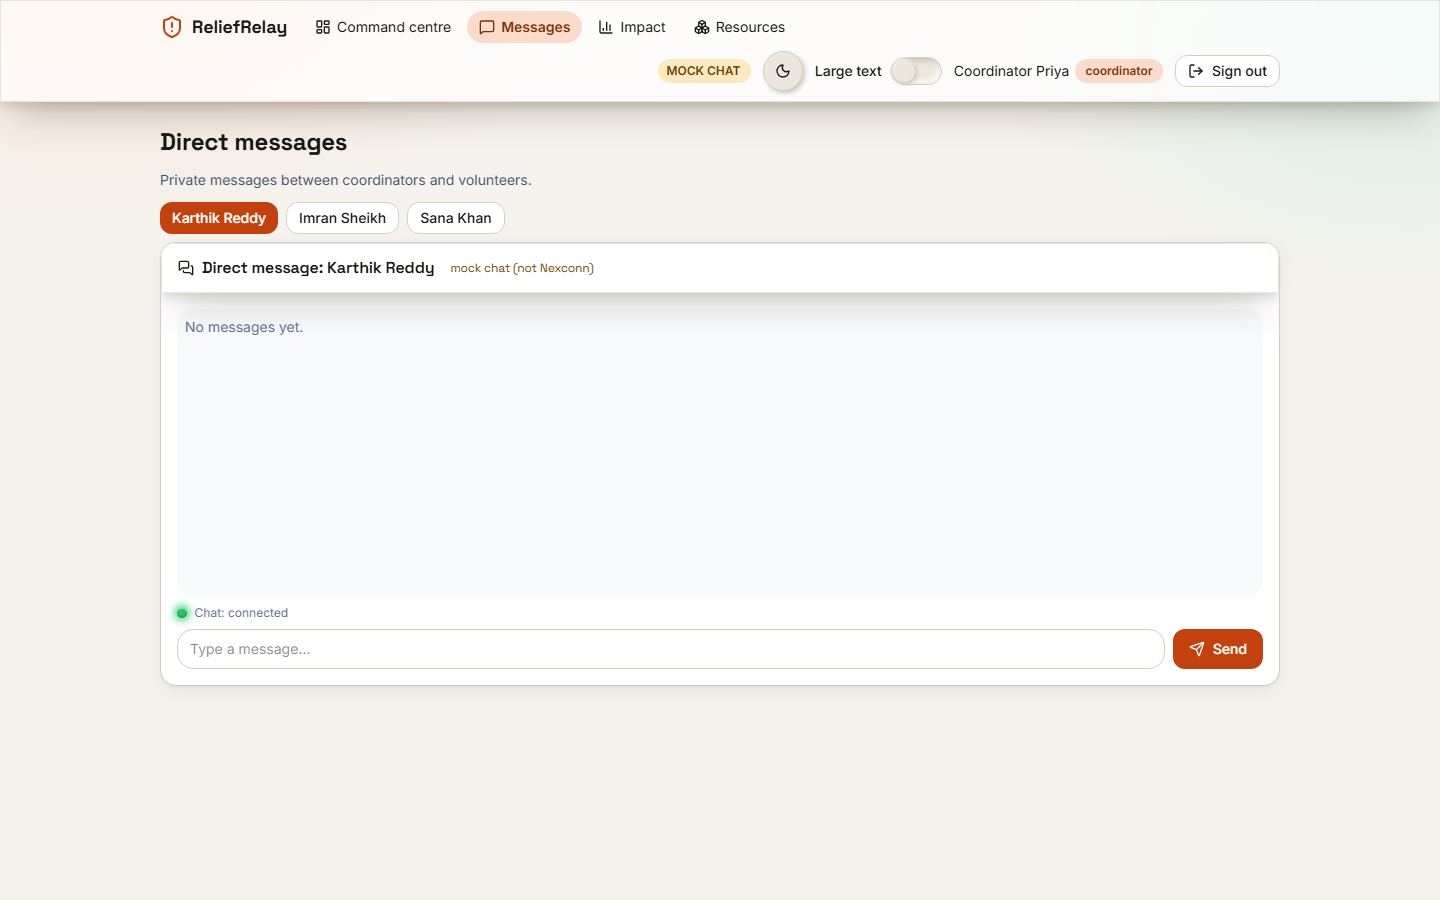 ReliefRelay Command centre Messages Impact Resources
MOCK CHAT Large text Coordinator Priya coordinator Sign out
Direct messages
Private messages between coordinators and volunteers.
Karthik Reddy Imran Sheikh Sana Khan
Direct message: Karthik Reddy mock chat (not Nexconn)
No messages yet.
Chat: connected
Type a message...
Send